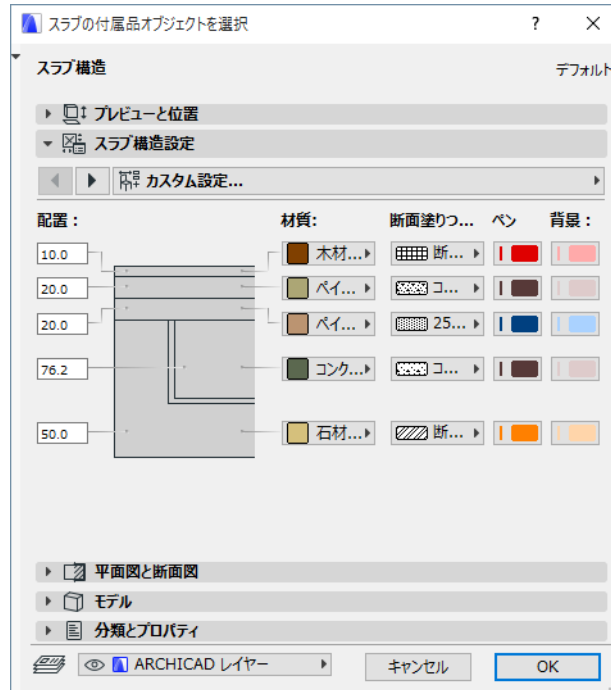 スラブの付属品オブジェクトを選択 ?
スラブ構造 デフォルト
プレビューと位置
スラブ構造設定
カスタム設定...
配置： 材質: 断面塗りつ... ペン 背景：
10.0 木材... 断...
20.0 ペイ... コ...
20.0 ペイ... 25...
76.2 コンク... コ...
50.0 石材... 断...
平面図と断面図
モデル
分類とプロパティ
ARCHICAD レイヤー キャンセル OK